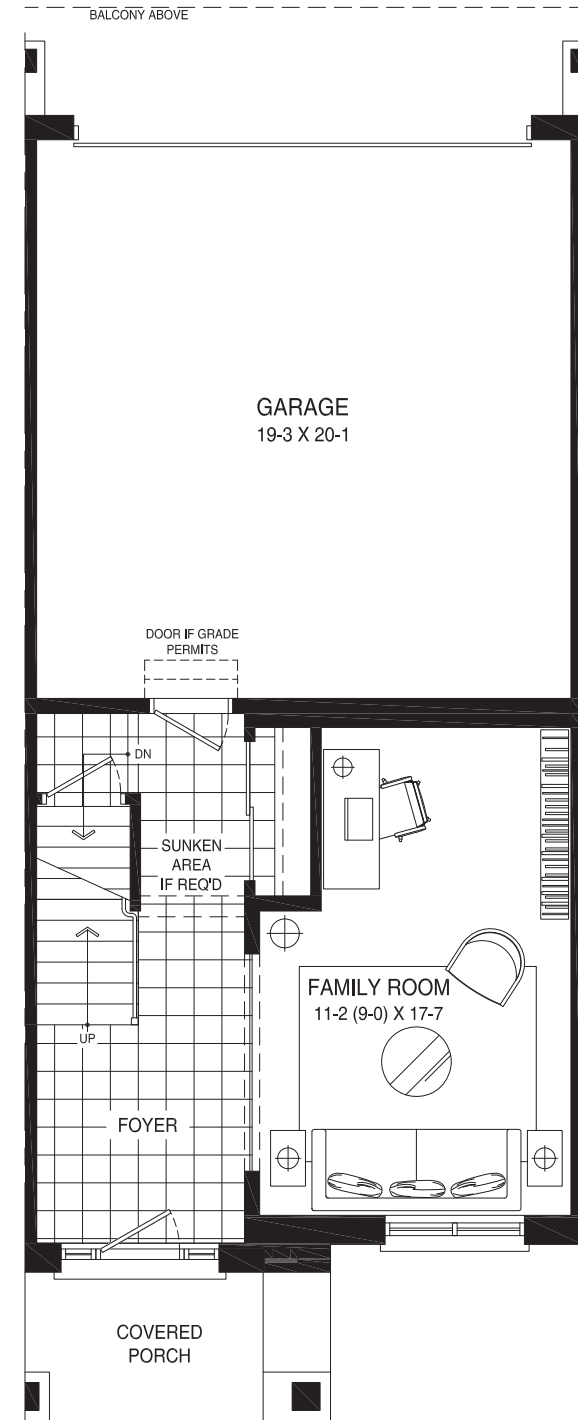 BALCONY ABOVE
GARAGE
19-3 X 20-1
DOOR IF GRADE
PERMITS
DN
SUNKEN
AREA
IF REQ'D
FAMILY ROOM
11-2 (9-0) X 17-7
UP
FOYER
COVERED
PORCH